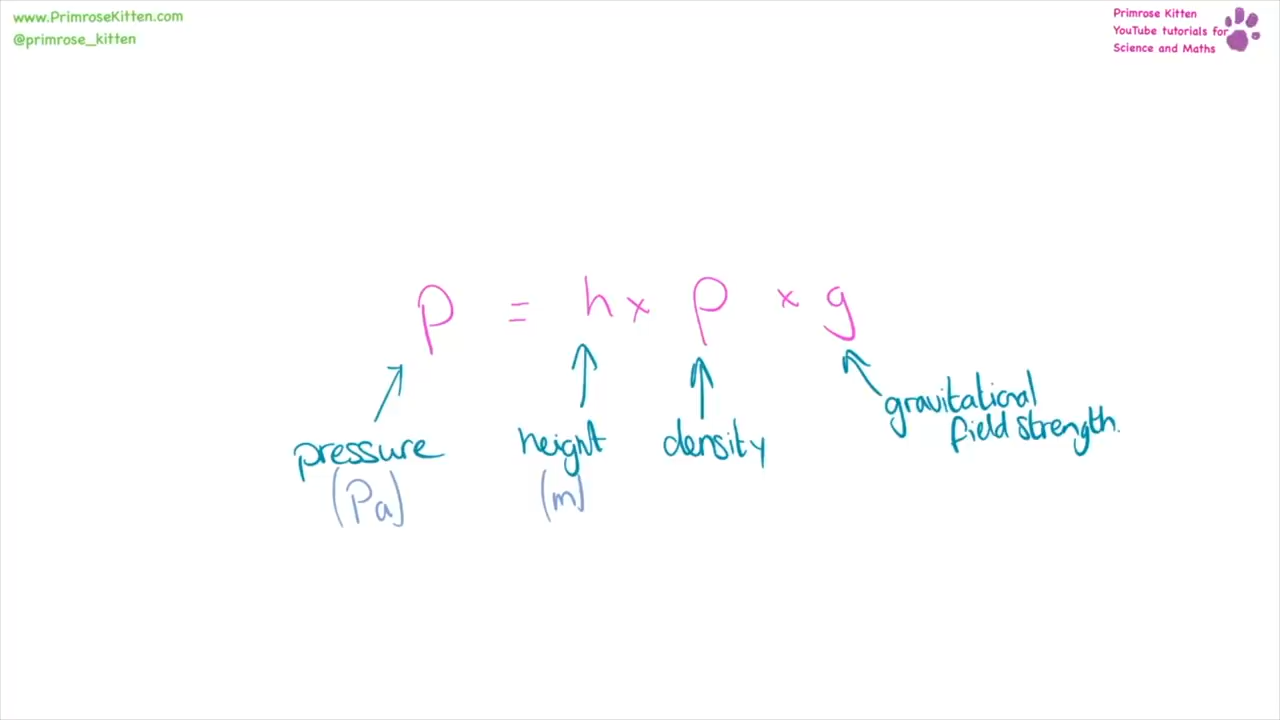 www.PrimroseKitten.com
@primrose_kitten
Primrose Kitten
YouTube tutorials for
Science and Maths
p = h × ρ × g
pressure height density gravitational
field strength.
(Pa) (m)